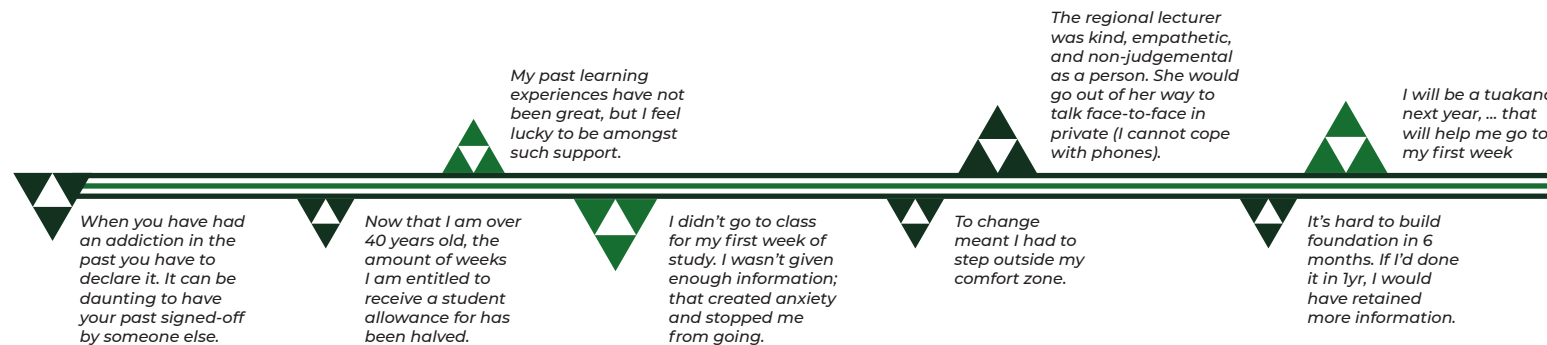 When you have had
an addiction in the
past you have to
declare it. It can be
daunting to have
your past signed-off
by someone else.
Now that I am over
40 years old, the
amount of weeks
I am entitled to
receive a student
allowance for has
been halved.
My past learning
experiences have not
been great, but I feel
lucky to be amongst
such support.
I didn’t go to class
for my first week of
study. I wasn’t given
enough information;
that created anxiety
and stopped me
from going.
To change
meant I had to
step outside my
comfort zone.
The regional lecturer
was kind, empathetic,
and non-judgemental
as a person. She would
go out of her way to
talk face-to-face in
private (I cannot cope
with phones).
It’s hard to build
foundation in 6
months. If I’d done
it in 1yr, I would
have retained
more information.
I will be a
next year, ... that
will help me go to
my first week